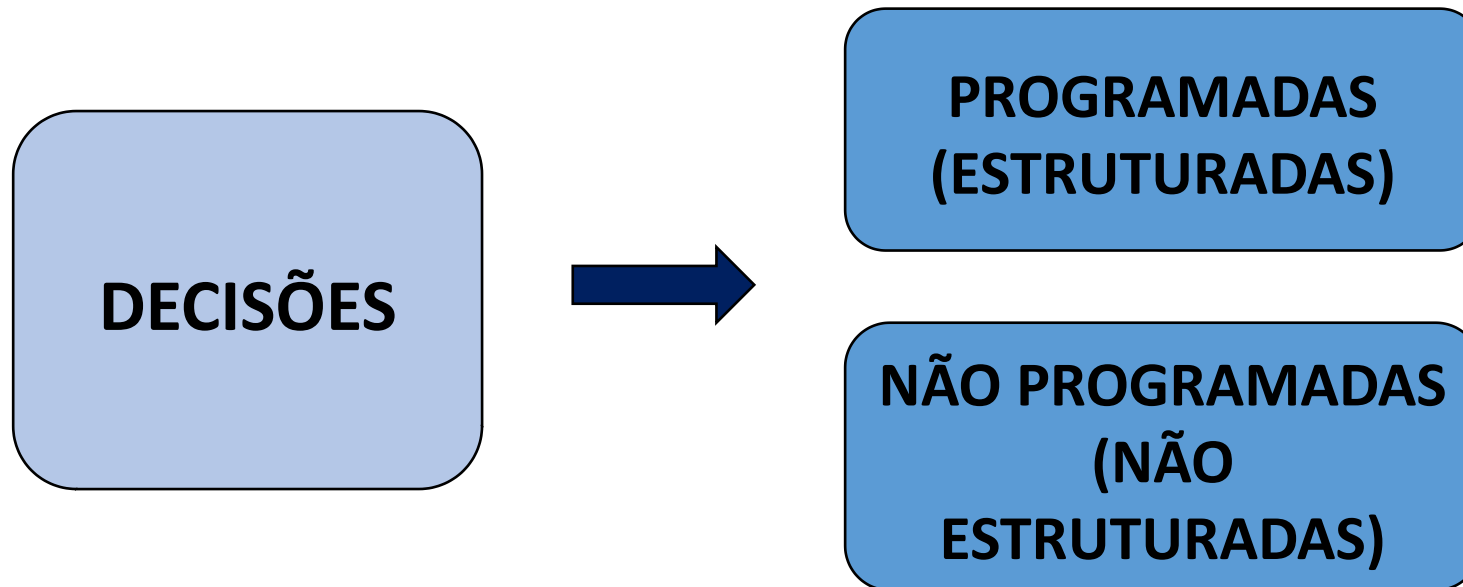 DECISÕES
PROGRAMADAS
(ESTRUTURADAS)
NÃO PROGRAMADAS
(NÃO
ESTRUTURADAS)